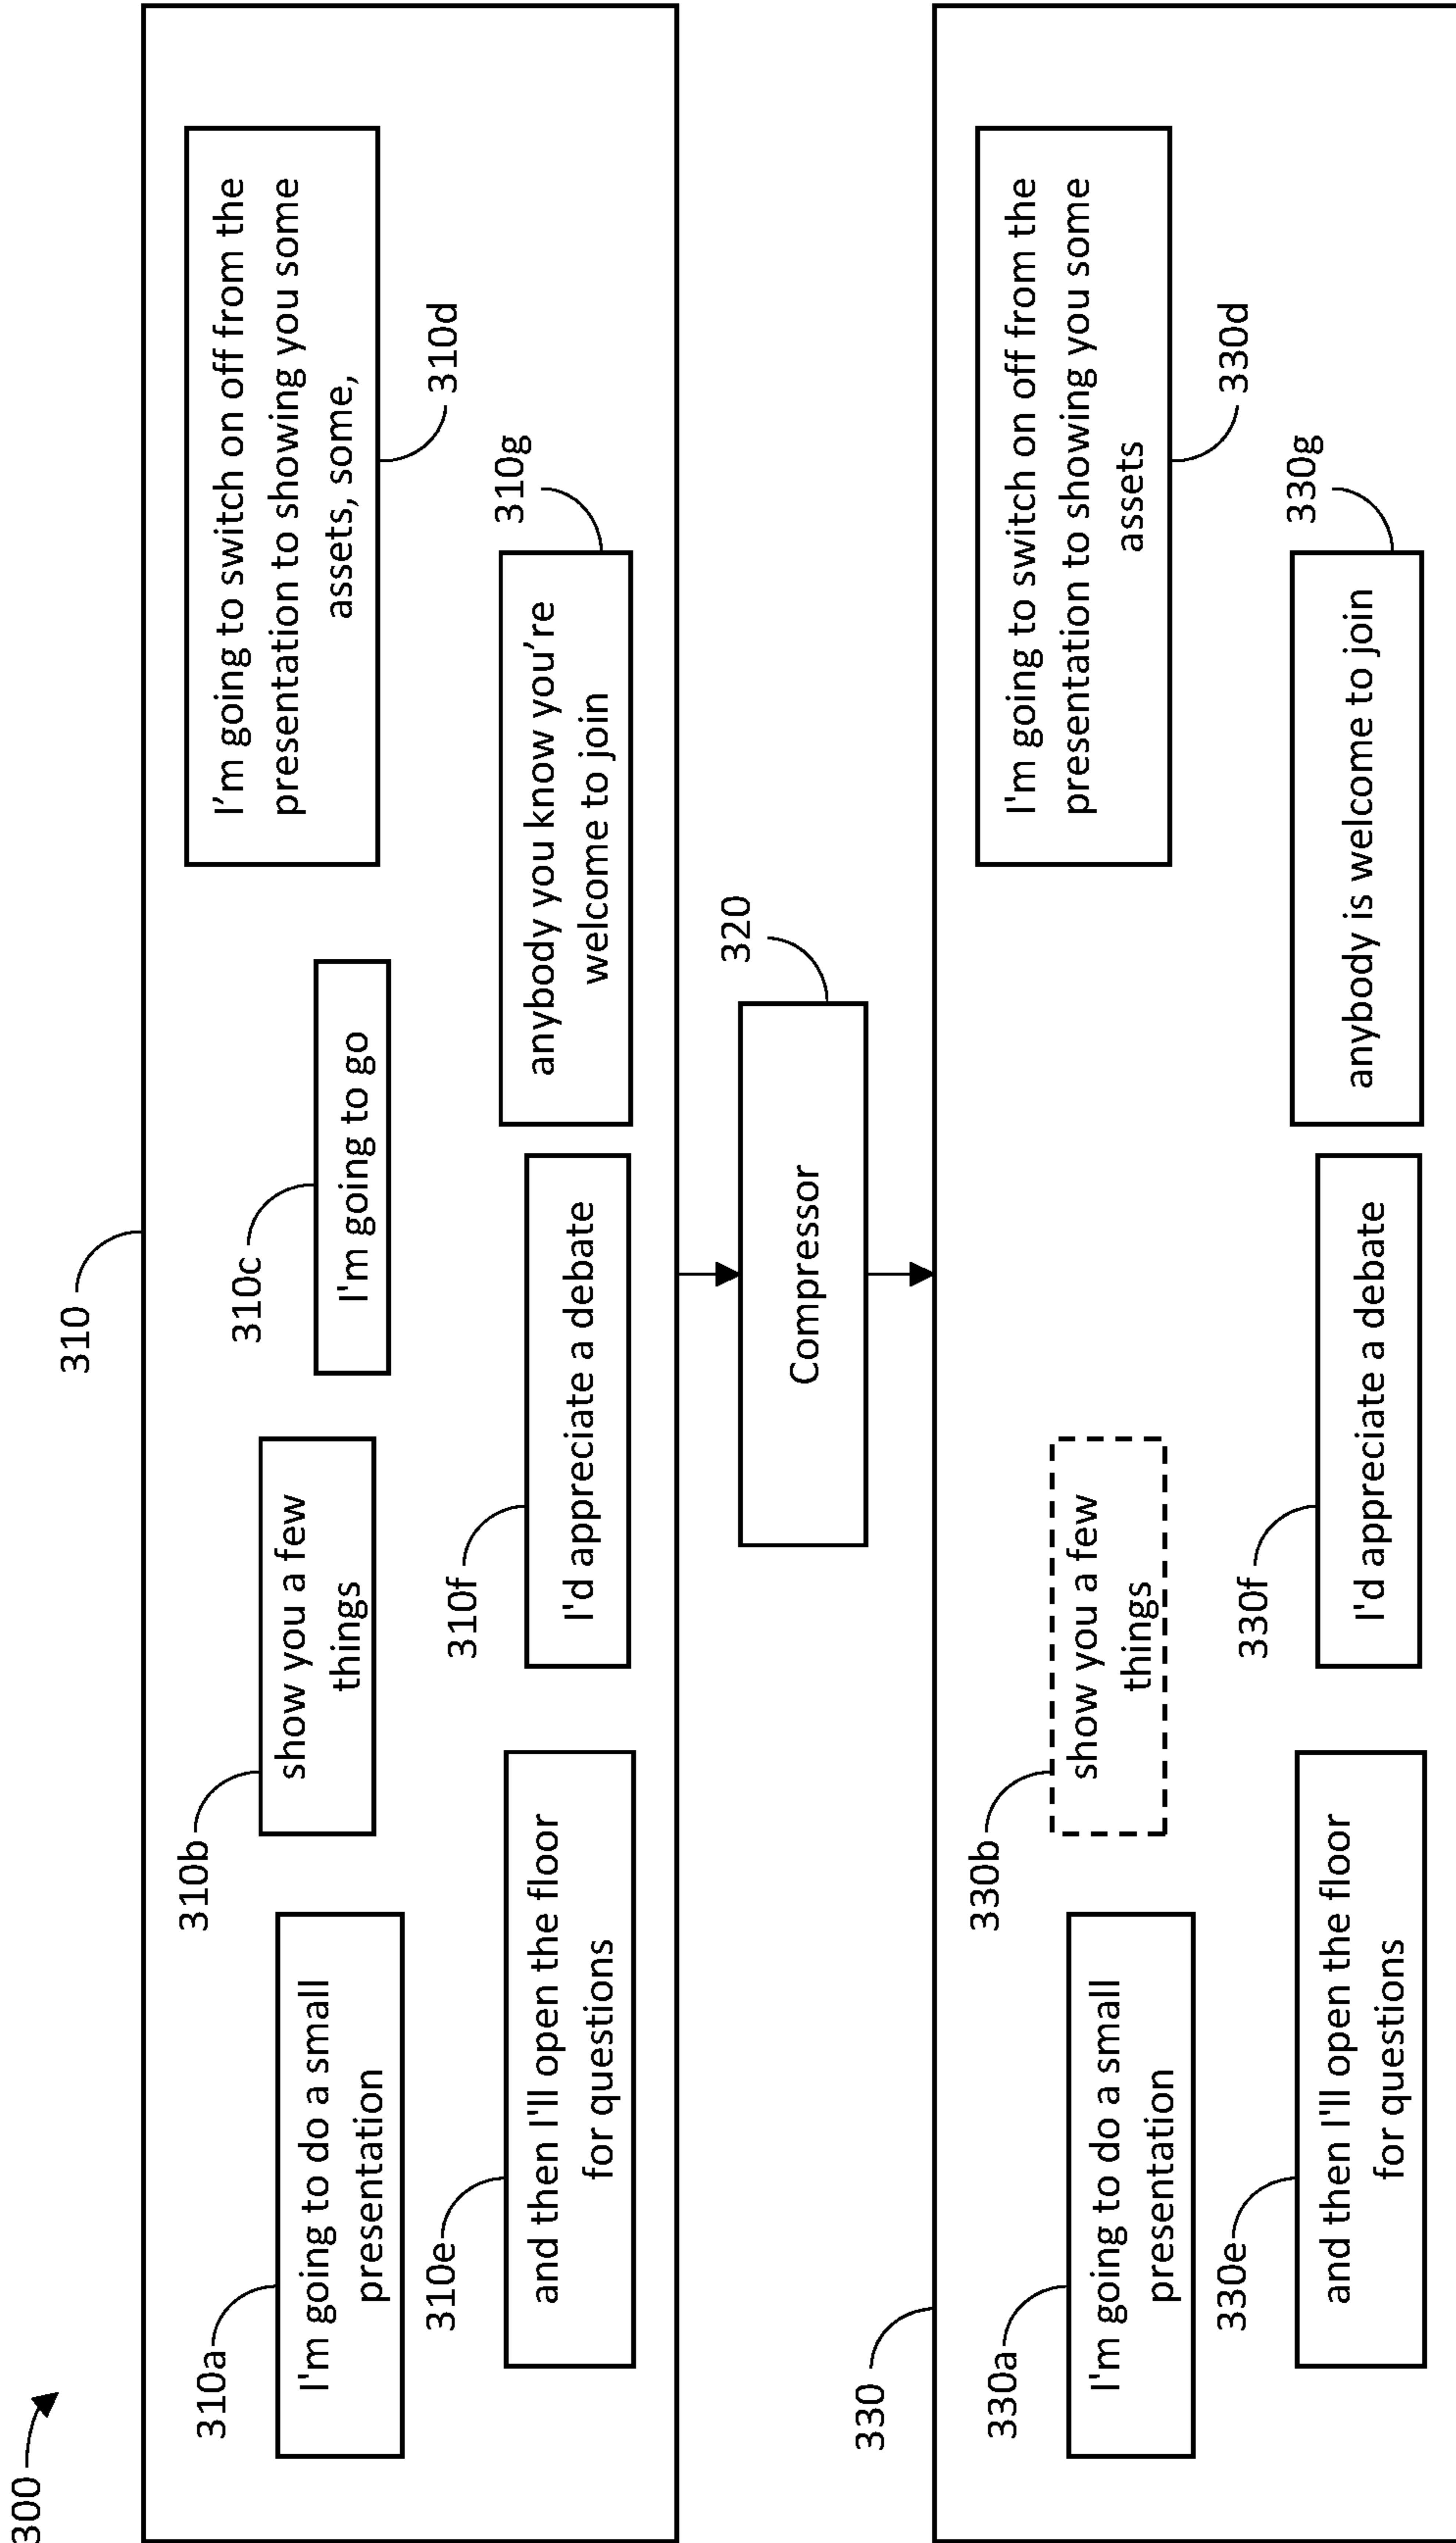 300
310
310a
I'm going to do a small
presentation
310b
show you a few
things
310c
I'm going to go
I'm going to switch on off from the
presentation to showing you some
assets, some,
310d
310e
and then I'll open the floor
for questions
310f
I'd appreciate a debate
310g
anybody you know you're
welcome to join
320
Compressor
330
330a
I'm going to do a small
presentation
330b
show you a few
things
I'm going to switch on off from the
presentation to showing you some
assets
330d
330e
and then I'll open the floor
for questions
330f
I'd appreciate a debate
330g
anybody is welcome to join